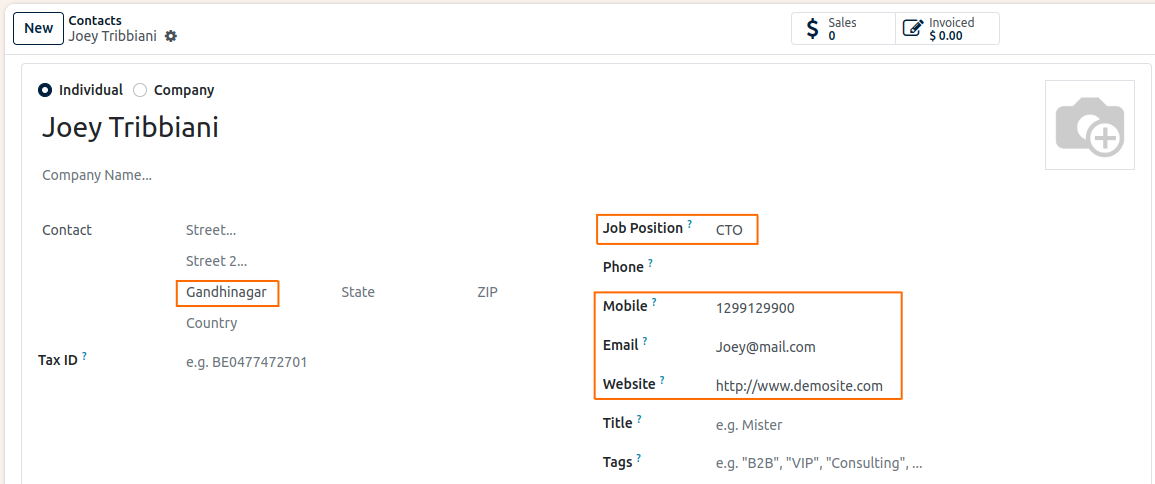 New
Contacts
Joey Tribbiani
$ Sales
0
Invoiced
$ 0.00
Individual Company
Joey Tribbiani
Company Name...
Contact
Street...
Street 2...
Gandhinagar State ZIP
Country
Tax ID ? e.g. BE0477472701
Job Position ? CTO
Phone ?
Mobile ? 1299129900
Email ? Joey@mail.com
Website ? http://www.demosite.com
Title ? e.g. Mister
Tags ? e.g. "B2B", "VIP", "Consulting", ...